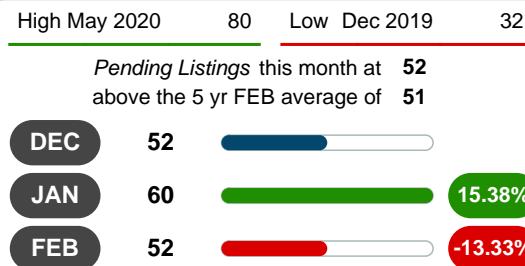 High May 2020 80 Low Dec 2019 32
Pending Listings this month at 52
above the 5 yr FEB average of 51
DEC 52
JAN 60 15.38%
FEB 52 -13.33%